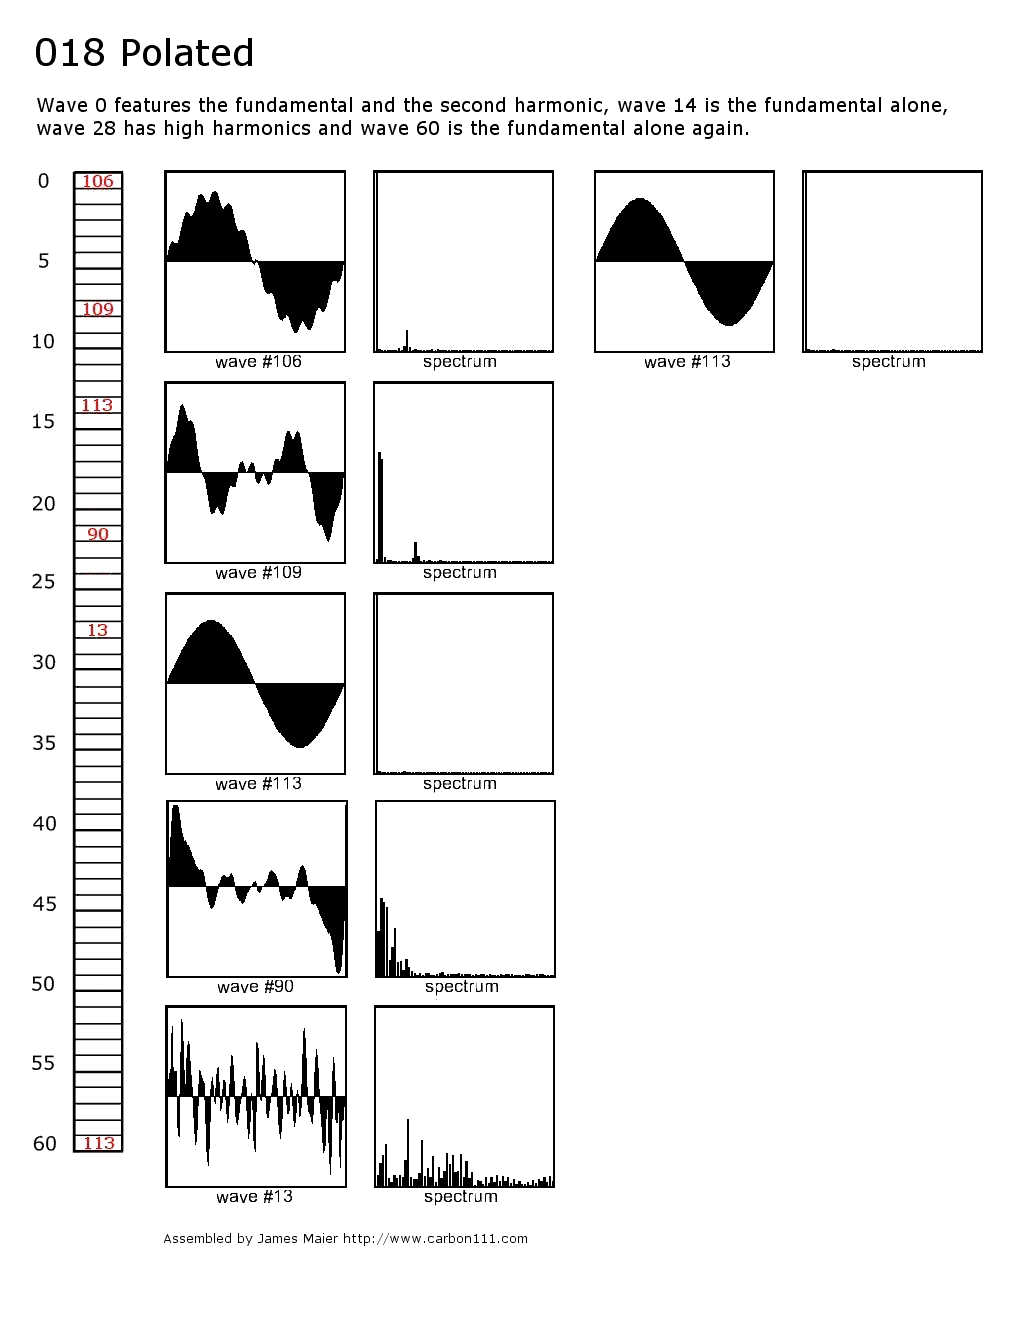 018 Polated
Wave 0 features the fundamental and the second harmonic, wave 14 is the fundamental alone,
wave 28 has high harmonics and wave 60 is the fundamental alone again.
0
106
5
109
10
113
15
20
90
25
13
30
35
40
45
50
55
60
113
wave #106
spectrum
wave #113
spectrum
wave #109
spectrum
wave #113
spectrum
wave #90
spectrum
wave #13
spectrum
Assembled by James Maier http://www.carbon111.com